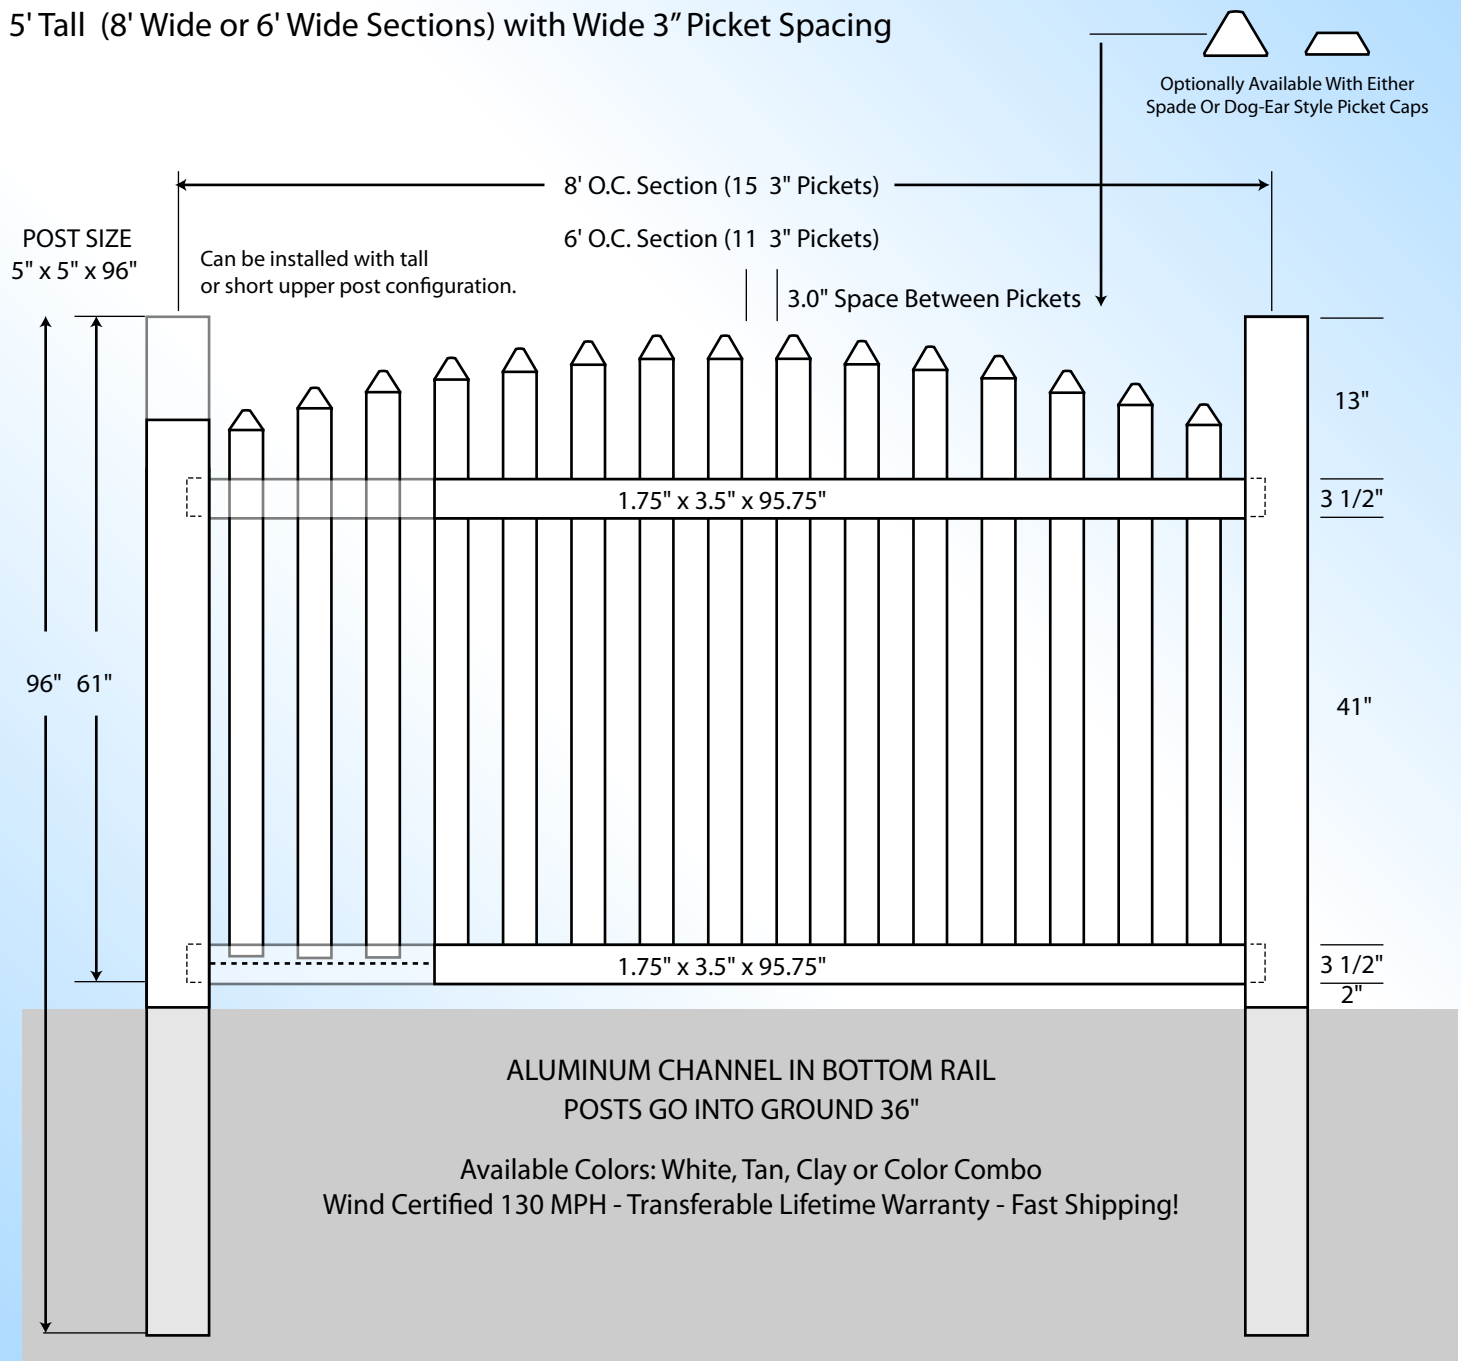 5' Tall  (8' Wide or 6' Wide Sections) with Wide 3” Picket Spacing
Optionally Available With Either
Spade Or Dog-Ear Style Picket Caps
8' O.C. Section (15  3" Pickets)
6' O.C. Section (11  3" Pickets)
POST SIZE
5" x 5" x 96"
Can be installed with tall
or short upper post configuration.
3.0" Space Between Pickets
13"
1.75" x 3.5" x 95.75"
3 1/2"
96"
61"
41"
1.75" x 3.5" x 95.75"
3 1/2"
2"
ALUMINUM CHANNEL IN BOTTOM RAIL
POSTS GO INTO GROUND 36"
Available Colors: White, Tan, Clay or Color Combo
Wind Certified 130 MPH - Transferable Lifetime Warranty - Fast Shipping!